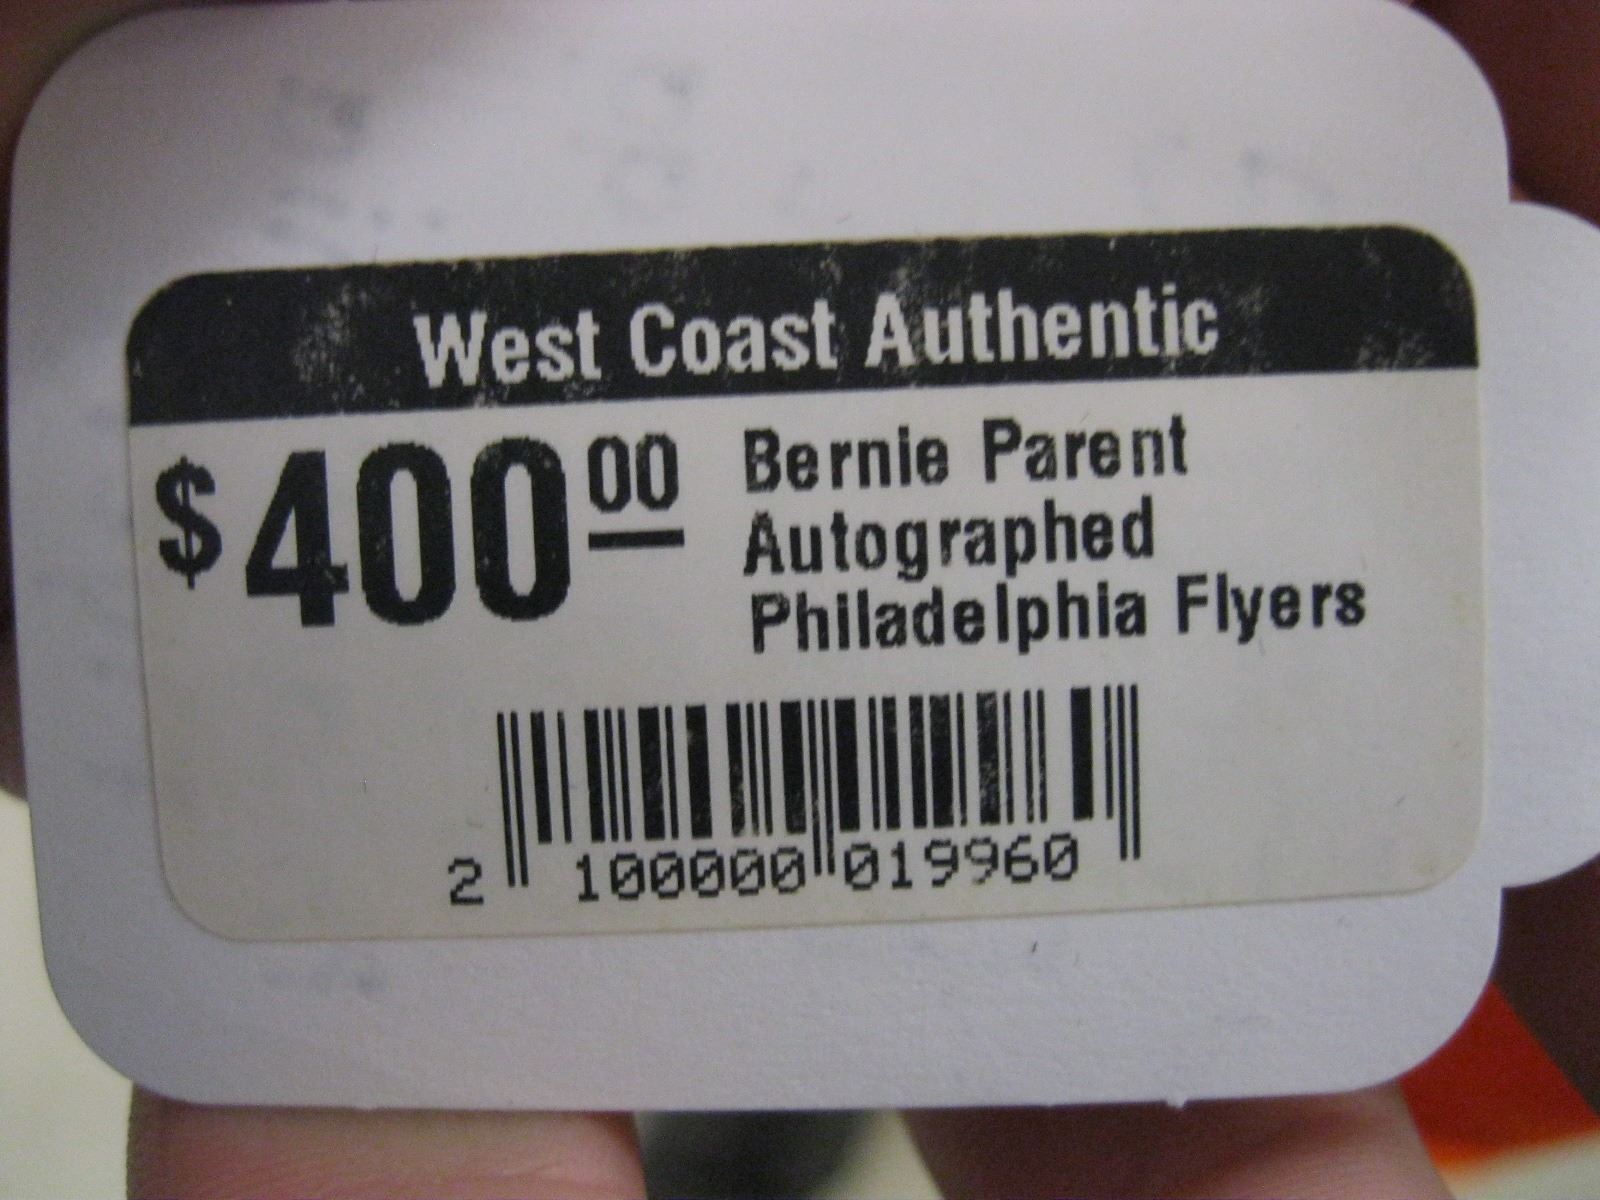 West Coast Authentic
$400 00
Bernie Parent
Autographed
Philadelphia Flyers
2 100000 019960